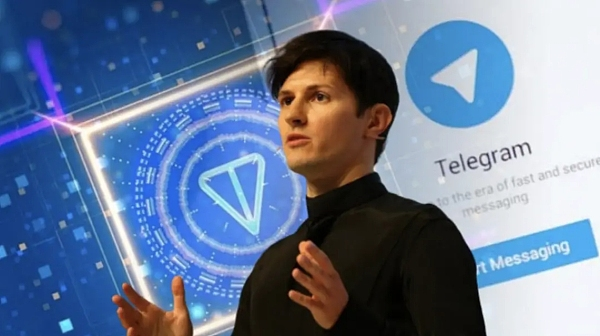 Telegram
to the era of fast and secure
messaging
rt Messaging